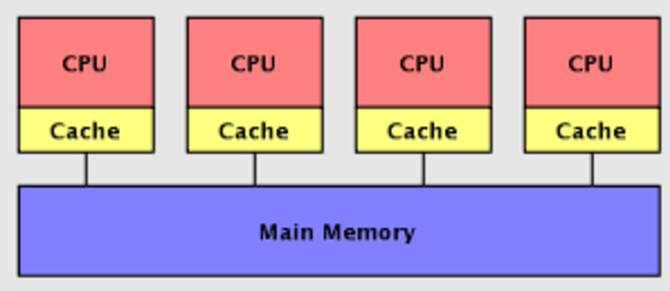 CPU CPU CPU CPU
Cache Cache Cache Cache
Main Memory